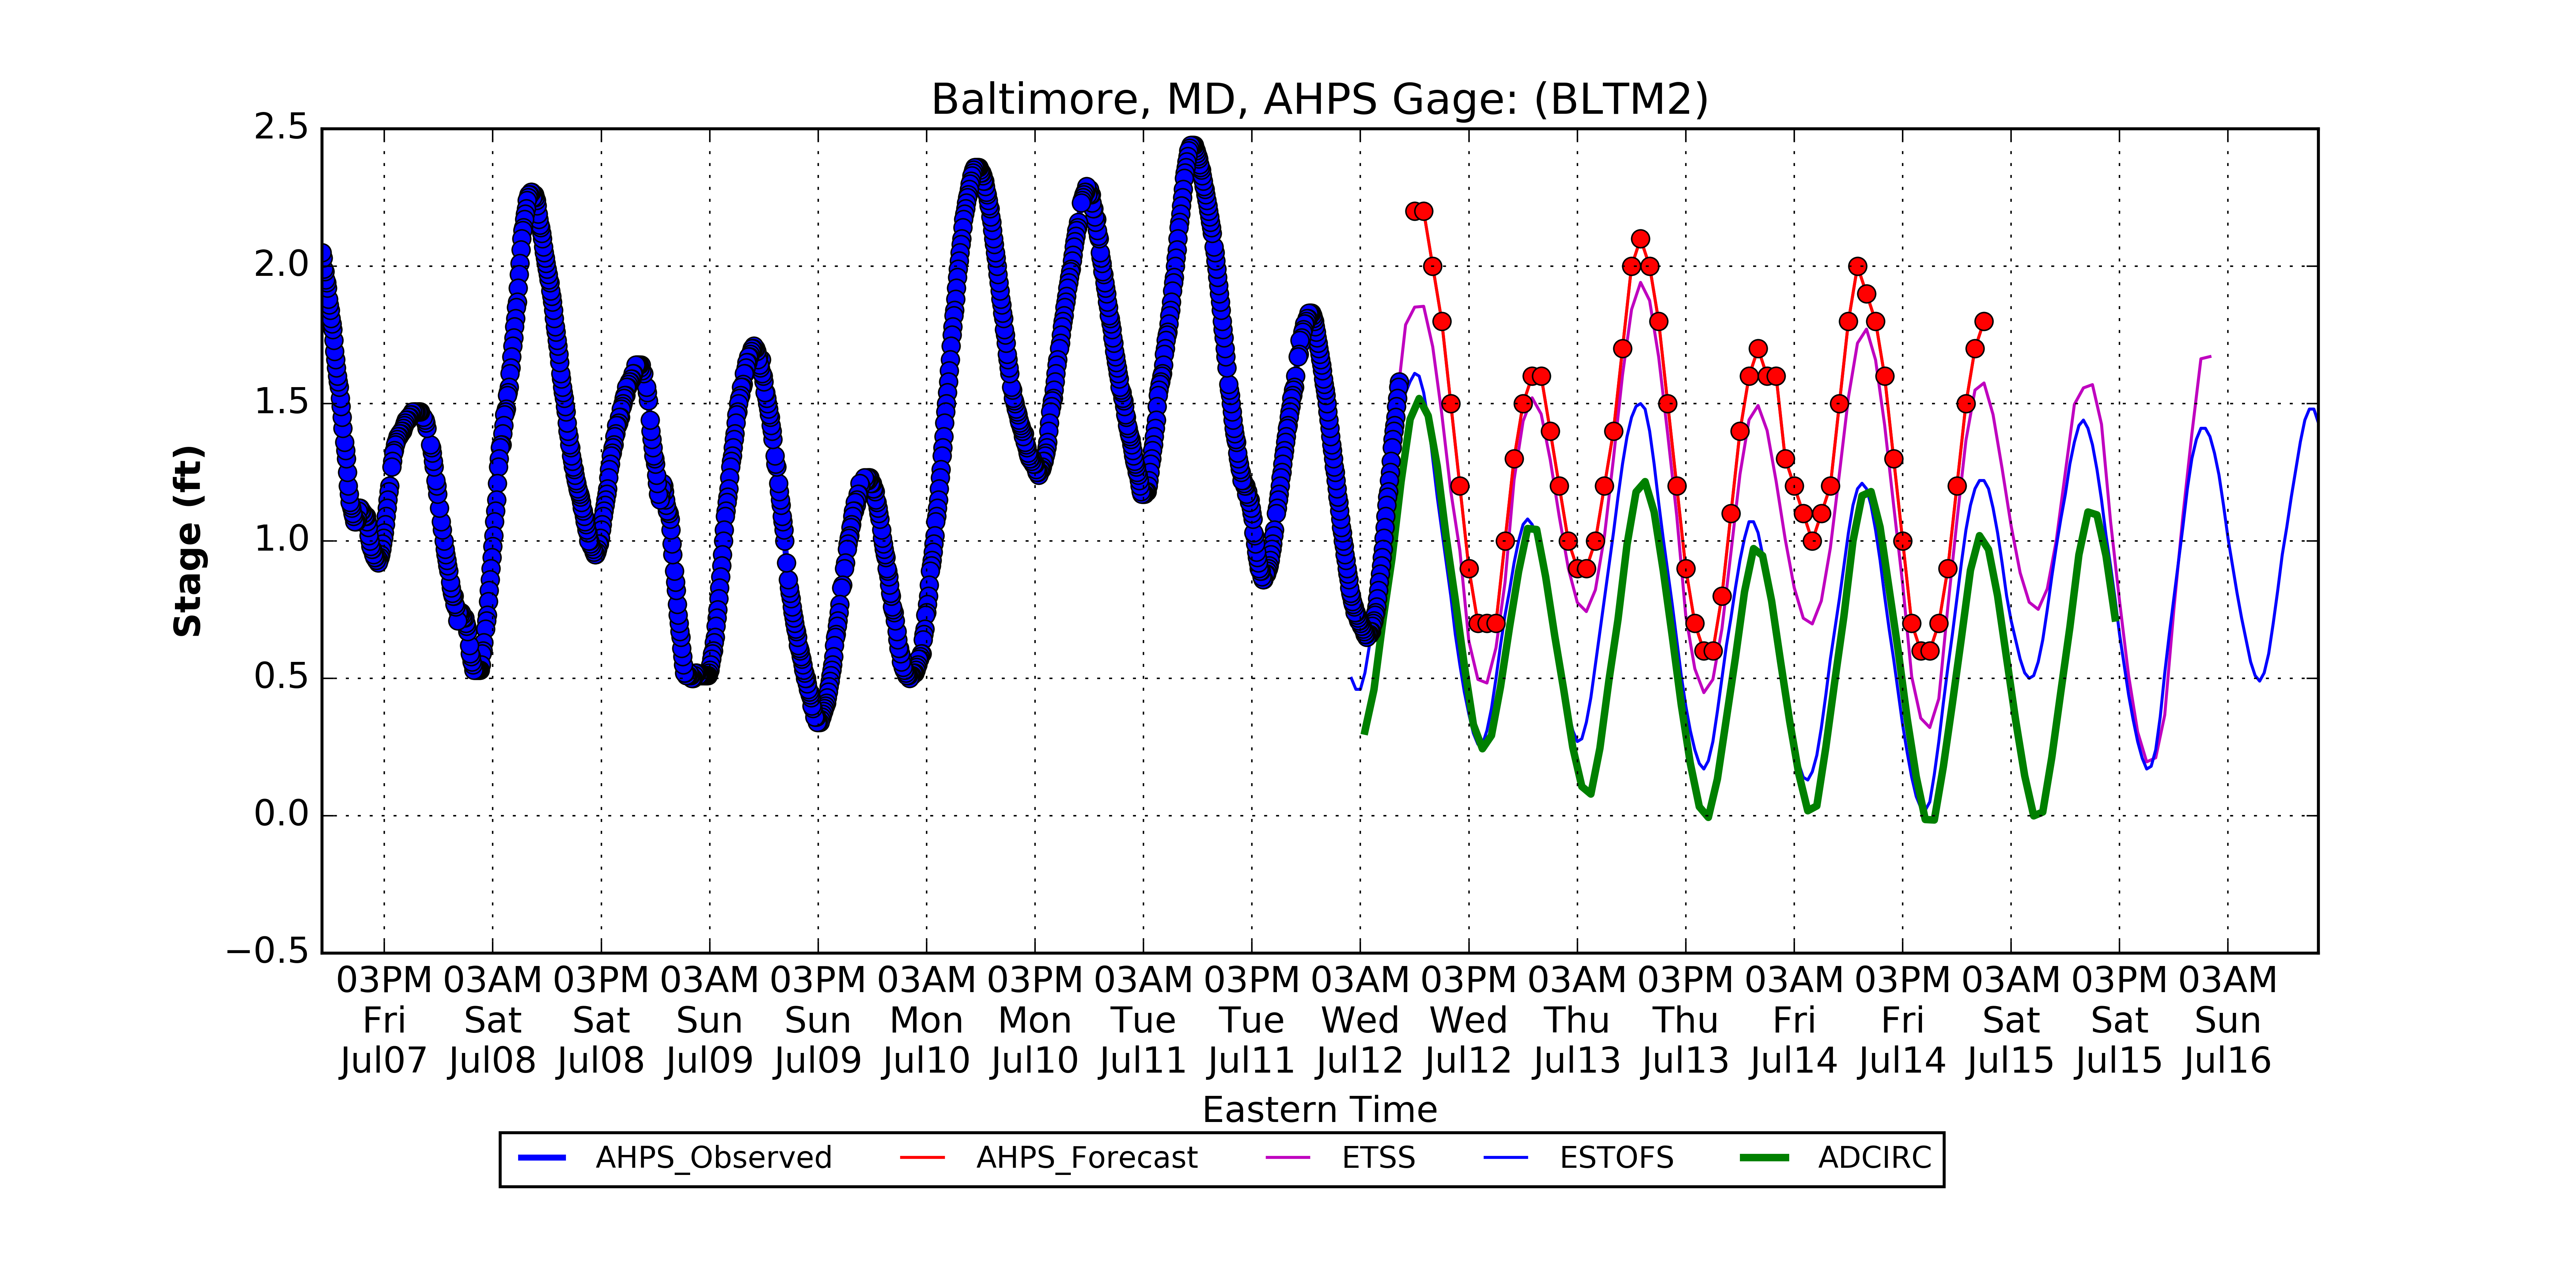 Baltimore, MD, AHPS Gage: (BLTM2)
Stage (ft)
2.5
2.0
1.5
1.0
0.5
0.0
−0.5
03PM 03AM 03PM 03AM 03PM 03AM 03PM 03AM 03PM 03AM 03PM 03AM 03PM 03AM 03PM 03AM 03PM 03AM
Fri Sat Sat Sun Sun Mon Mon Tue Tue Wed Wed Thu Thu Fri Fri Sat Sat Sun
Jul07 Jul08 Jul08 Jul09 Jul09 Jul10 Jul10 Jul11 Jul11 Jul12 Jul12 Jul13 Jul13 Jul14 Jul14 Jul15 Jul15 Jul16
Eastern Time
AHPS_Observed AHPS_Forecast ETSS ESTOFS ADCIRC